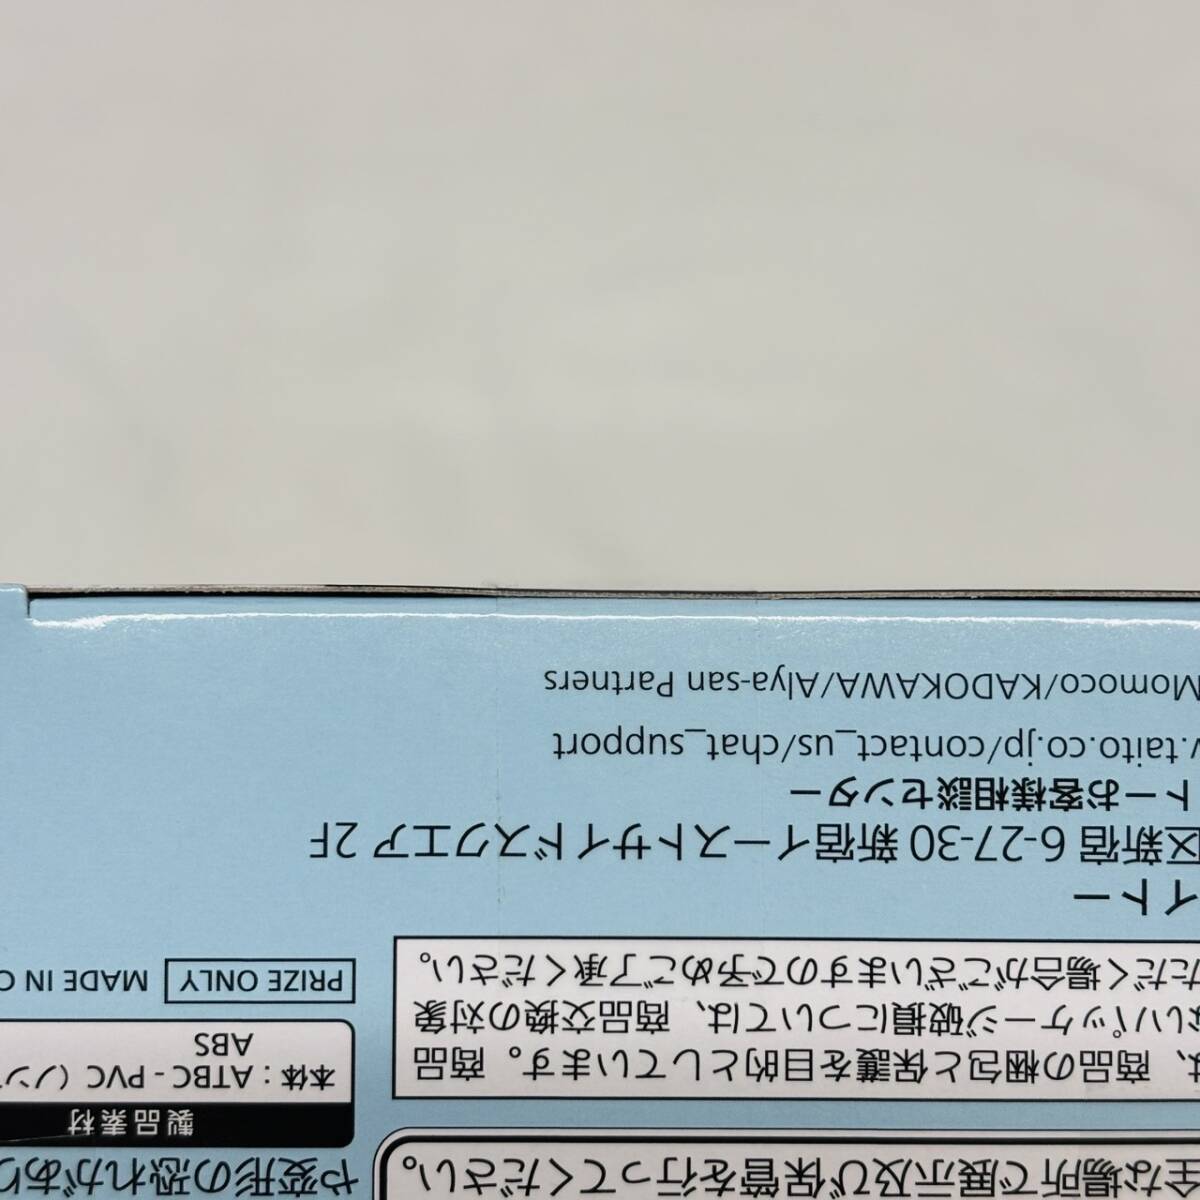 や変形の恐れがあり
製品素材
本体：ATBC - PVC（ノン
ABS
PRIZE ONLY MADE IN C
全な場所で展示及び保管を行ってください。
は、商品の梱包と保護を目的としています。商品
いパッケージ破損については、商品交換の対象
ただく場合がございますので予めご了承ください。
イトー
区新宿 6-27-30 新宿イーストサイドスクエア 2F
トーお客様相談センター
.taito.co.jp/contact_us/chat_support
Momoco/KADOKAWA/Alya-san Partners